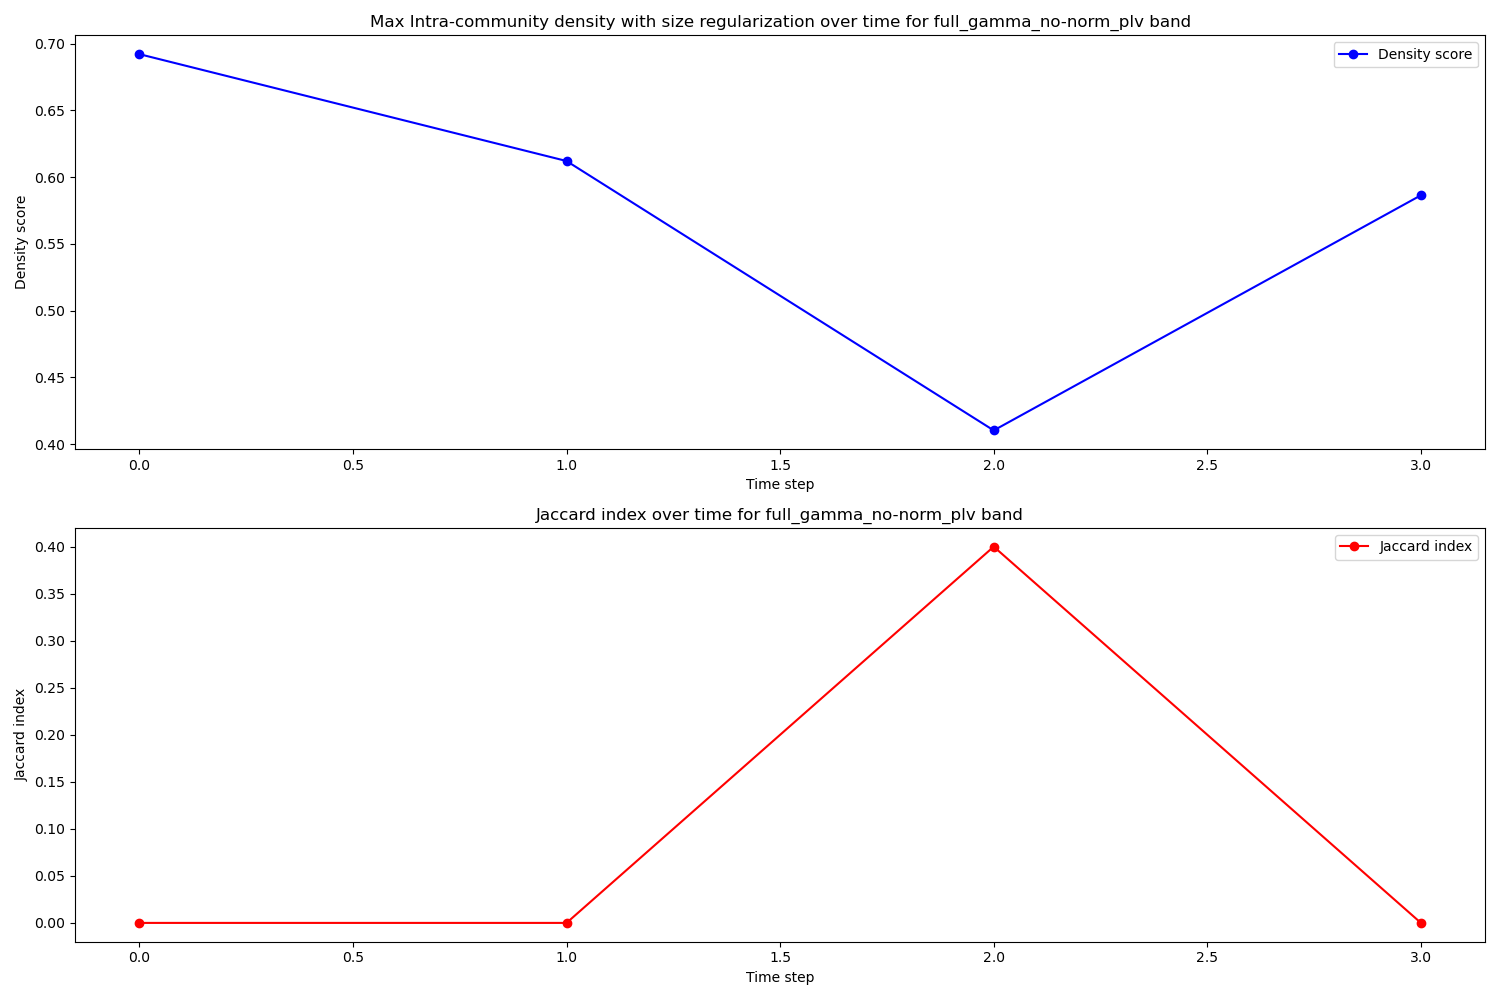 Max Intra-community density with size regularization over time for full_gamma_no-norm_plv band
Density score
0.70
0.65
0.60
0.55
0.50
0.45
0.40
Density score
0.0 0.5 1.0 1.5 2.0 2.5 3.0
Time step
Jaccard index over time for full_gamma_no-norm_plv band
Jaccard index
0.40
0.35
0.30
0.25
0.20
0.15
0.10
0.05
0.00
Jaccard index
0.0 0.5 1.0 1.5 2.0 2.5 3.0
Time step